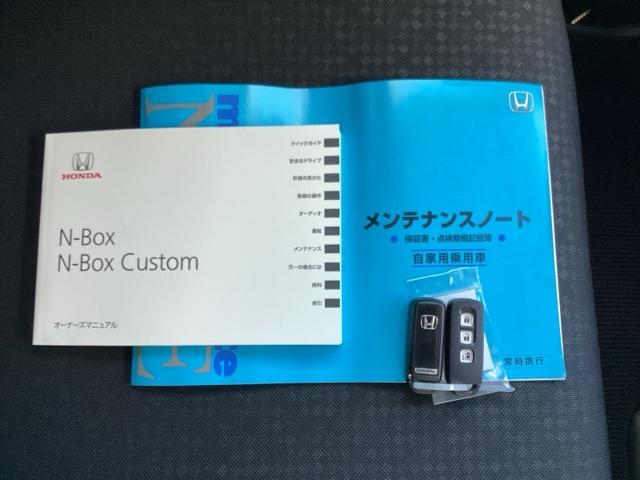 HONDA
N-Box
N-Box Custom
オーナーズマニュアル
クイックガイド
安全なドライブ
計器の見かた
各部の操作
オーディオ
運転
メンテナンス
万一の場合には
資料
索引
メンテナンスノート
保証書・点検整備記録簿
自家用乗用車
常時携行